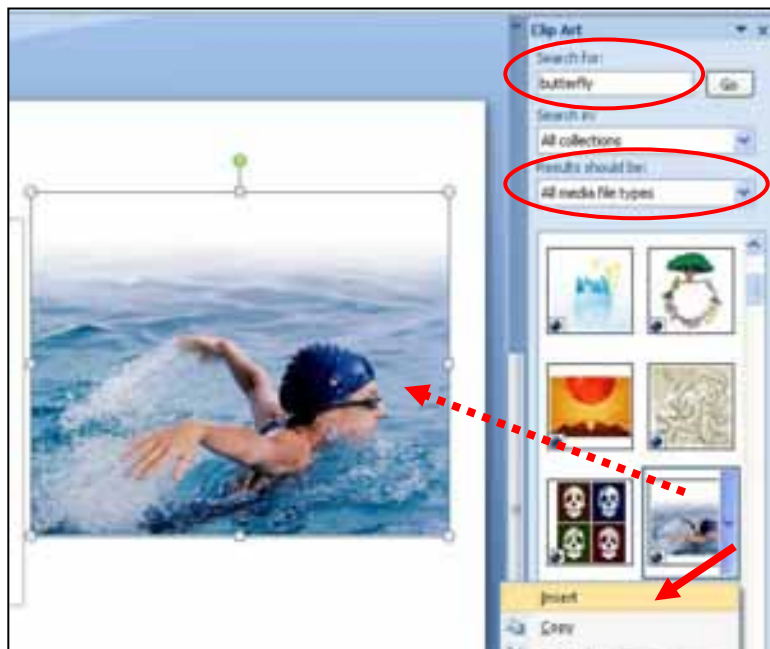 Clip Art
Search for:
butterfly
Go
Search in:
All collections
Results should be:
All media file types
Insert
Copy